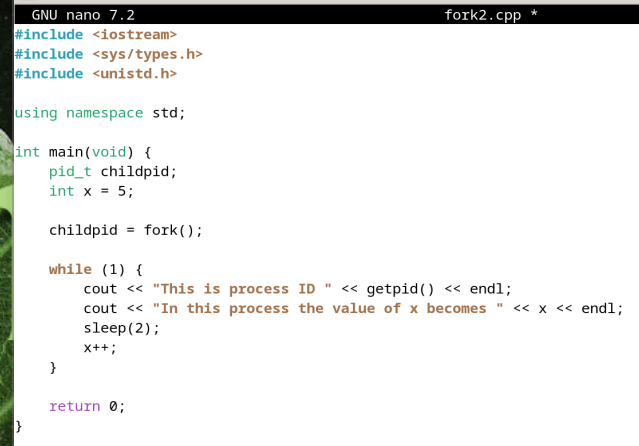 GNU nano 7.2 fork2.cpp *
#include <iostream>
#include <sys/types.h>
#include <unistd.h>
using namespace std;
int main(void) {
pid_t childpid;
int x = 5;
childpid = fork();
while (1) {
cout << "This is process ID " << getpid() << endl;
cout << "In this process the value of x becomes " << x << endl;
sleep(2);
x++;
}
return 0;
}